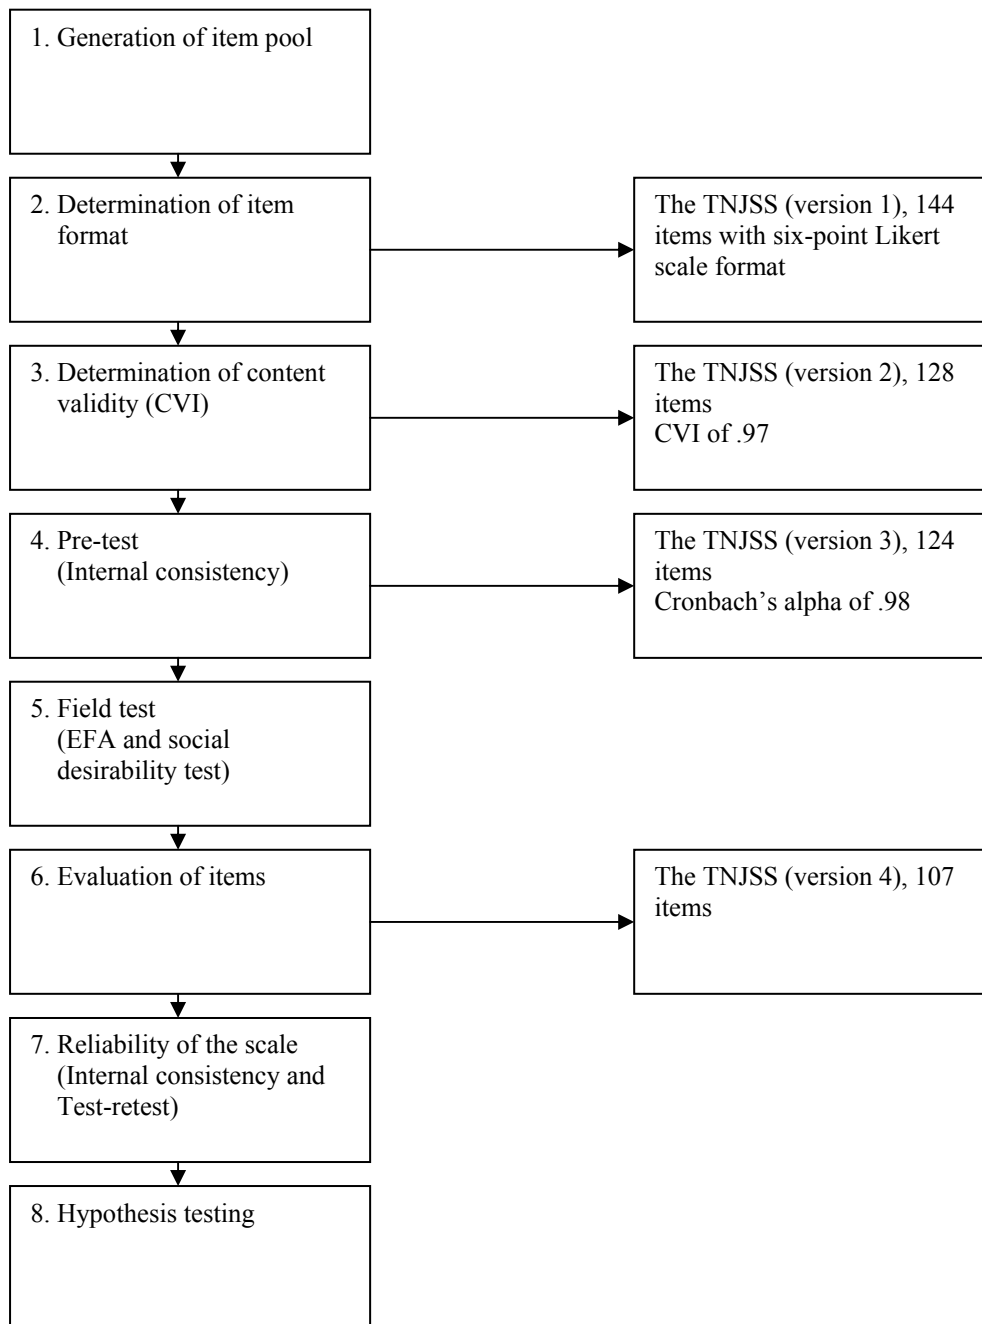 1. Generation of item pool
2. Determination of item
format
The TNJSS (version 1), 144
items with six-point Likert
scale format
3. Determination of content
validity (CVI)
The TNJSS (version 2), 128
items
CVI of .97
4. Pre-test
(Internal consistency)
The TNJSS (version 3), 124
items
Cronbach’s alpha of .98
5. Field test
(EFA and social
desirability test)
6. Evaluation of items
The TNJSS (version 4), 107
items
7. Reliability of the scale
(Internal consistency and
Test-retest)
8. Hypothesis testing